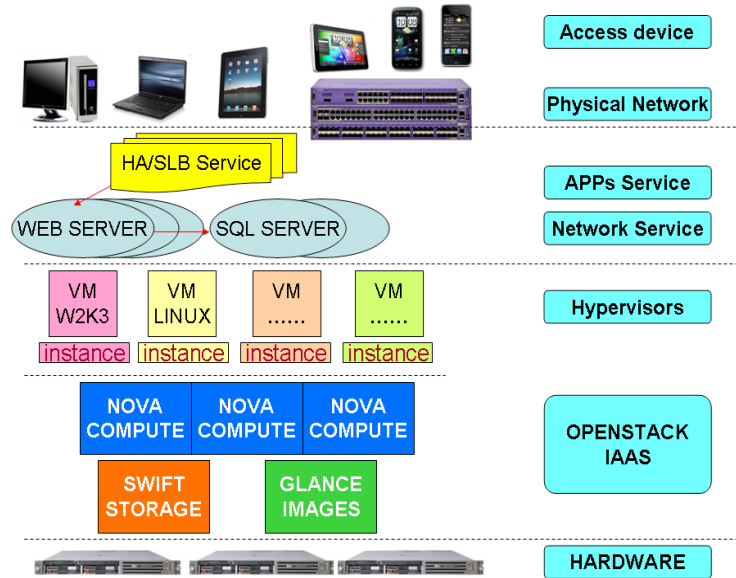 Access device
Physical Network
HA/SLB Service
APPs Service
WEB SERVER
SQL SERVER
Network Service
VM
W2K3
VM
LINUX
VM
......
VM
......
Hypervisors
instance
instance
instance
instance
NOVA
COMPUTE
NOVA
COMPUTE
NOVA
COMPUTE
OPENSTACK
IAAS
SWIFT
STORAGE
GLANCE
IMAGES
HARDWARE